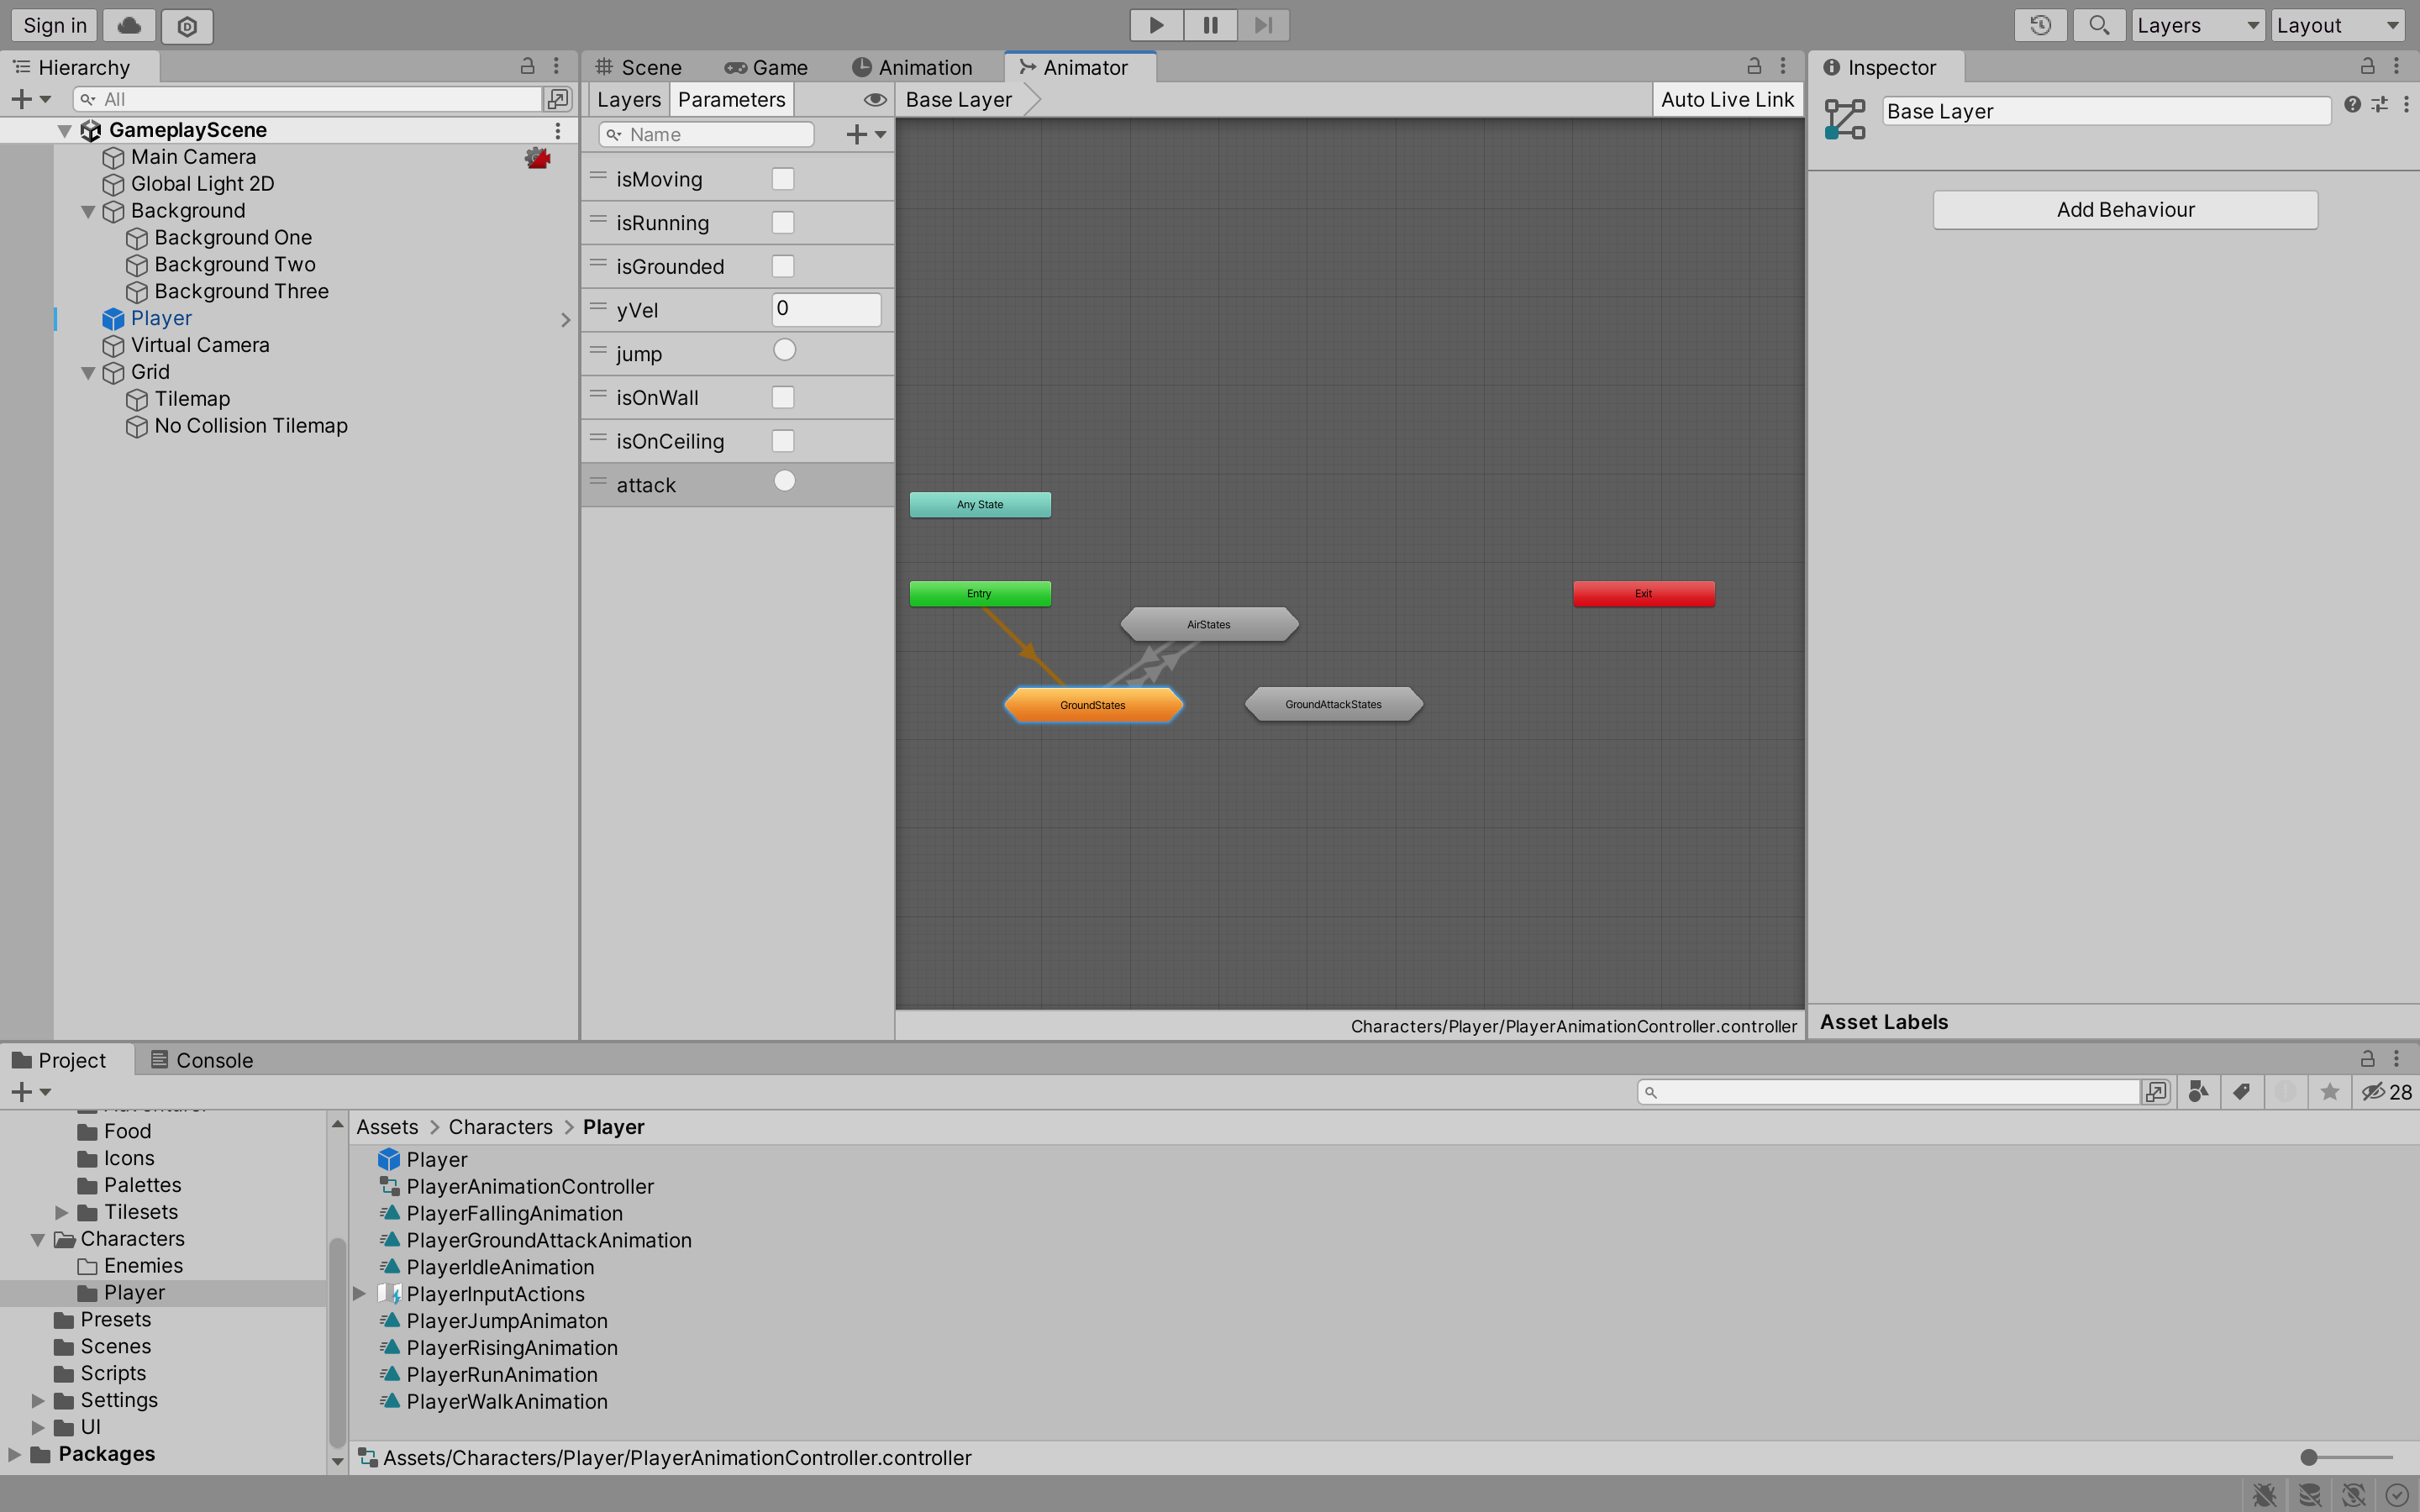 Sign in
Layers
Layout
Hierarchy
All
GameplayScene
Main Camera
Global Light 2D
Background
Background One
Background Two
Background Three
Player
Virtual Camera
Grid
Tilemap
No Collision Tilemap
Scene
Game
Animation
Animator
Layers
Parameters
Base Layer
Auto Live Link
Name
isMoving
isRunning
isGrounded
yVel
0
jump
isOnWall
isOnCeiling
attack
Any State
Entry
AirStates
Exit
GroundStates
GroundAttackStates
Characters/Player/PlayerAnimationController.controller
Inspector
Base Layer
Add Behaviour
Asset Labels
Project
Console
28
Food
Icons
Palettes
Tilesets
Characters
Enemies
Player
Presets
Scenes
Scripts
Settings
UI
Packages
Assets > Characters > Player
Player
PlayerAnimationController
PlayerFallingAnimation
PlayerGroundAttackAnimation
PlayerIdleAnimation
PlayerInputActions
PlayerJumpAnimaton
PlayerRisingAnimation
PlayerRunAnimation
PlayerWalkAnimation
Assets/Characters/Player/PlayerAnimationController.controller